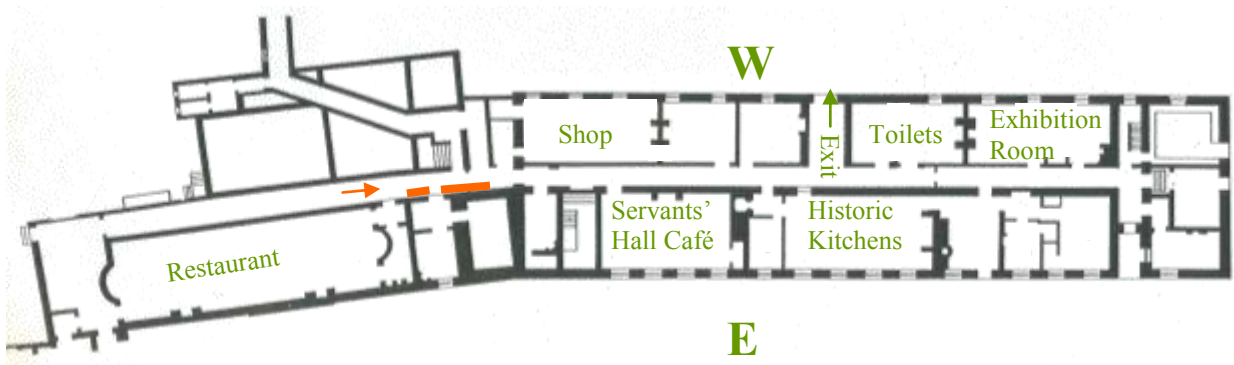 W
Shop
Exit
Toilets
Exhibition
Room
Servants’
Hall Café
Historic
Kitchens
Restaurant
E